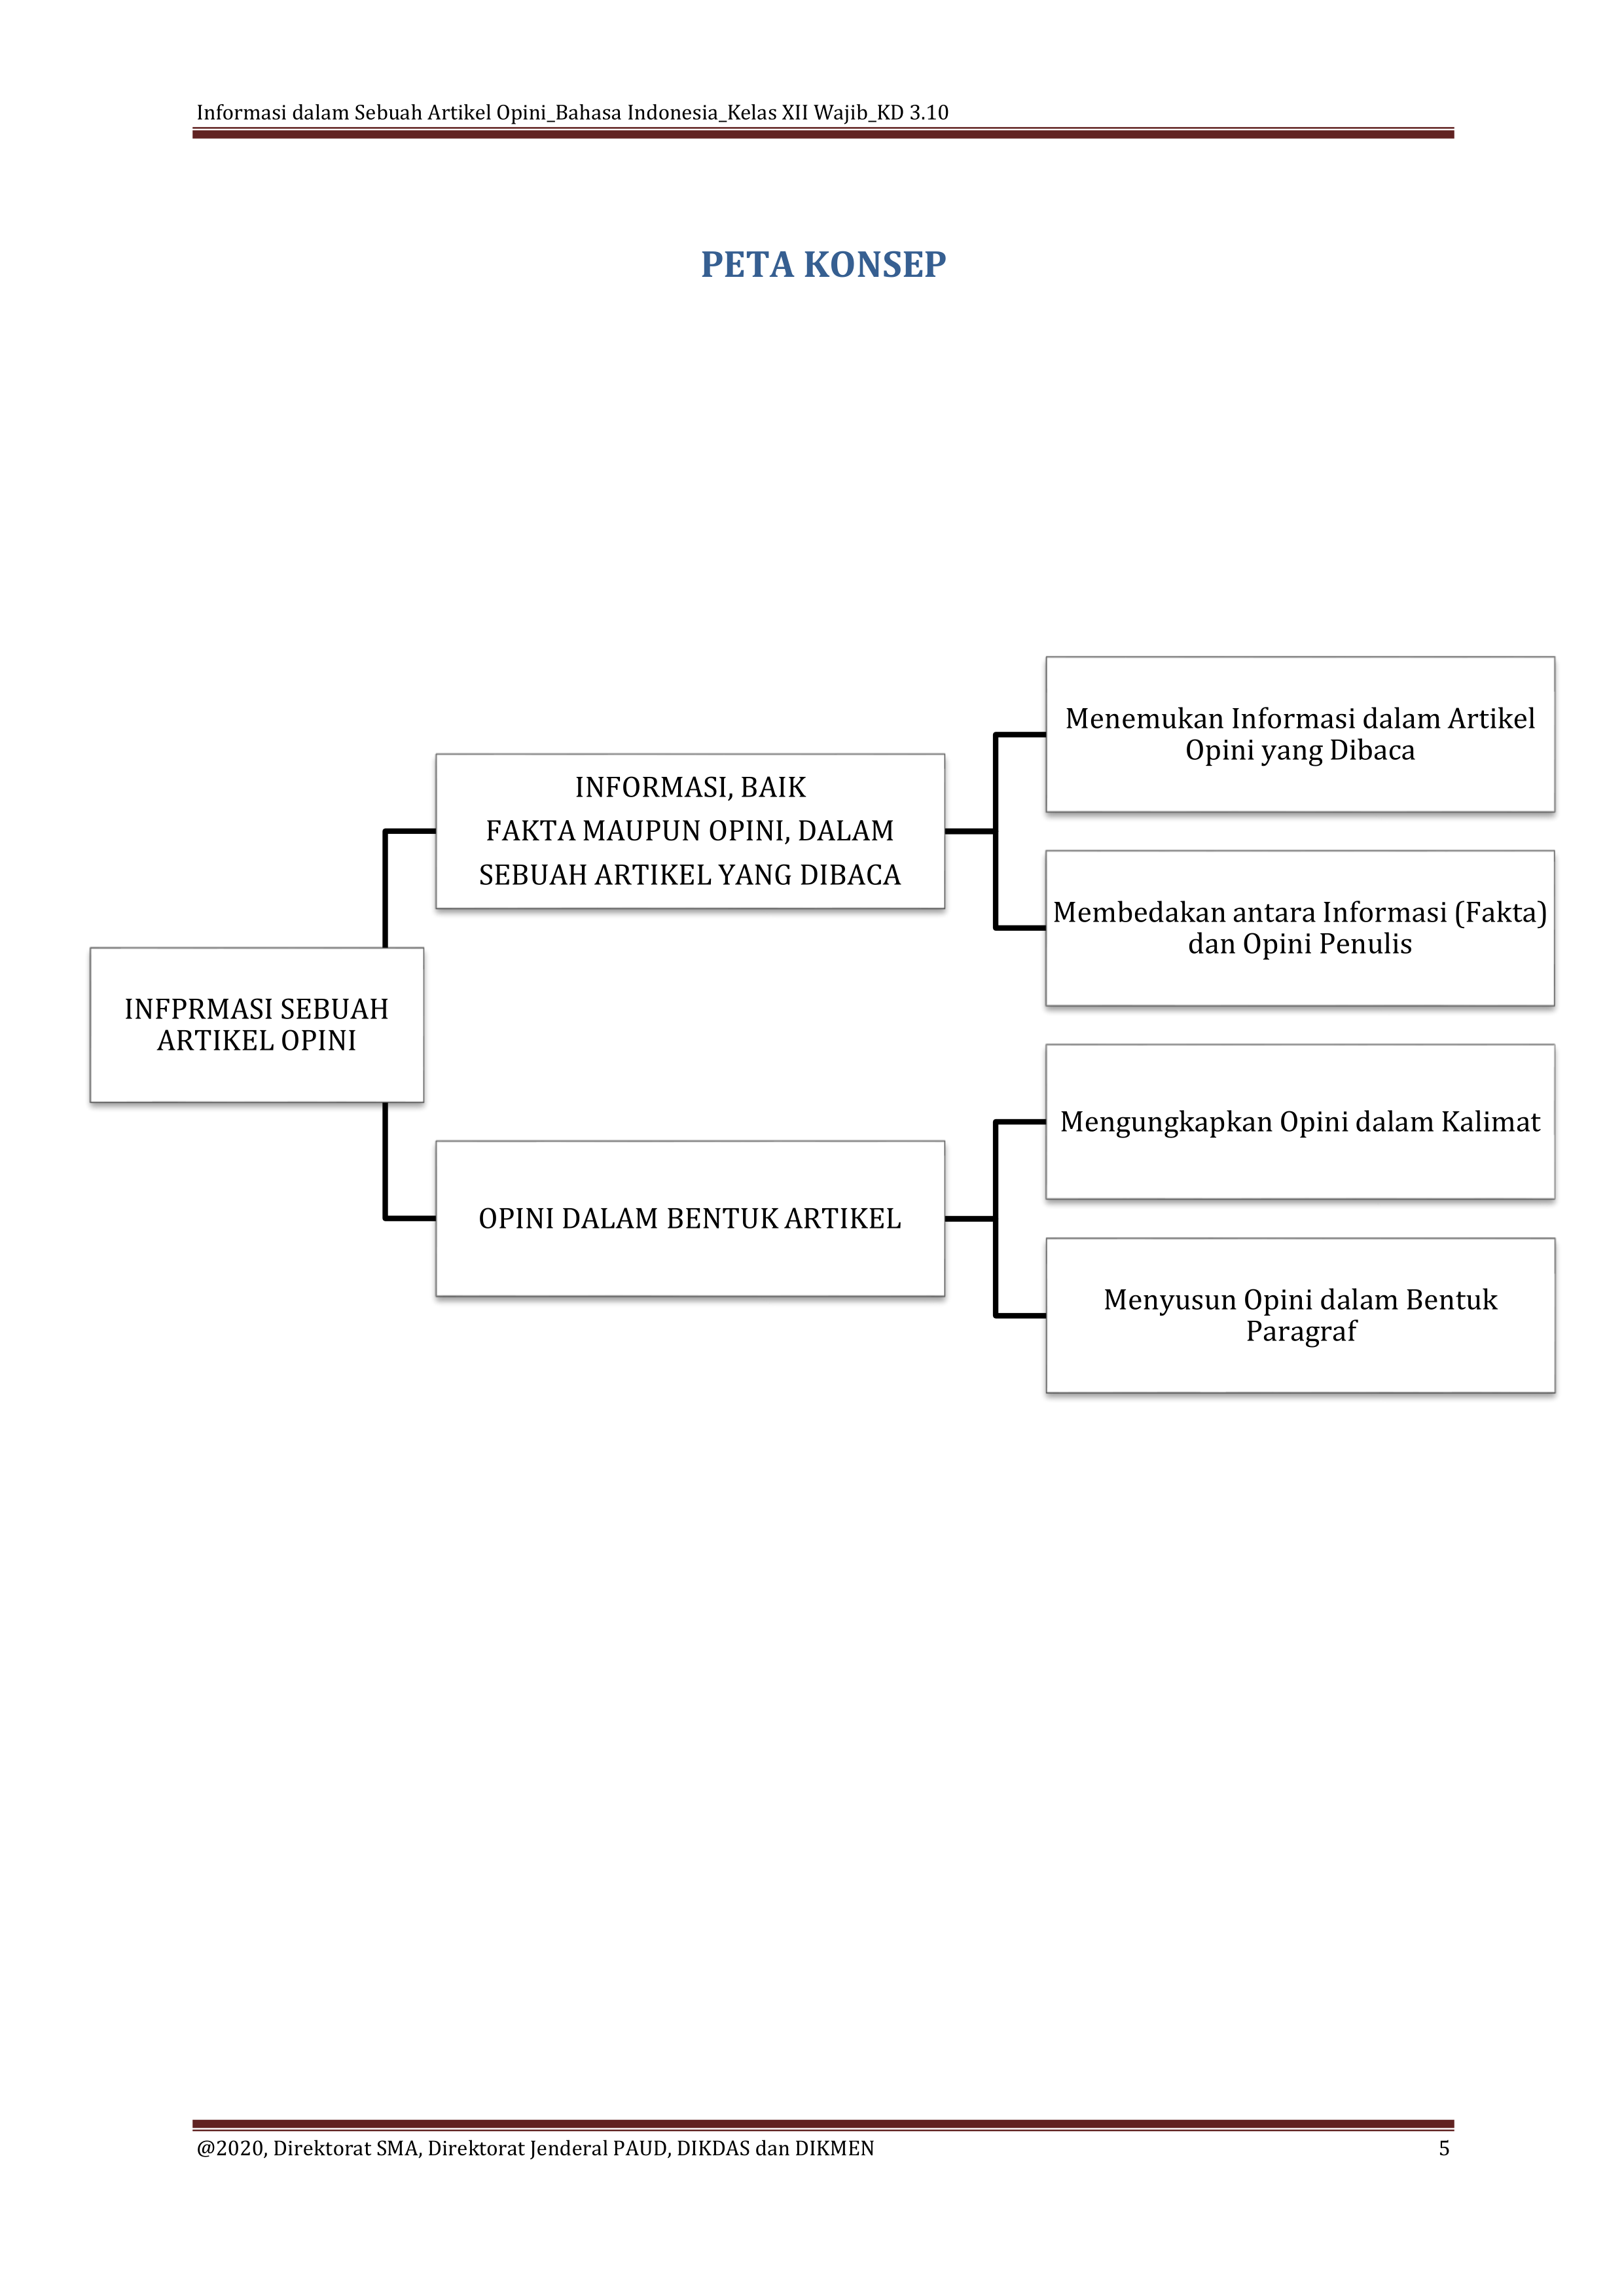 Informasi dalam Sebuah Artikel Opini_Bahasa Indonesia_Kelas XII Wajib_KD 3.10
PETA KONSEP
INFPRMASI SEBUAH
ARTIKEL OPINI
INFORMASI, BAIK
FAKTA MAUPUN OPINI, DALAM
SEBUAH ARTIKEL YANG DIBACA
Menemukan Informasi dalam Artikel
Opini yang Dibaca
Membedakan antara Informasi (Fakta)
dan Opini Penulis
OPINI DALAM BENTUK ARTIKEL
Mengungkapkan Opini dalam Kalimat
Menyusun Opini dalam Bentuk
Paragraf
@2020, Direktorat SMA, Direktorat Jenderal PAUD, DIKDAS dan DIKMEN 5